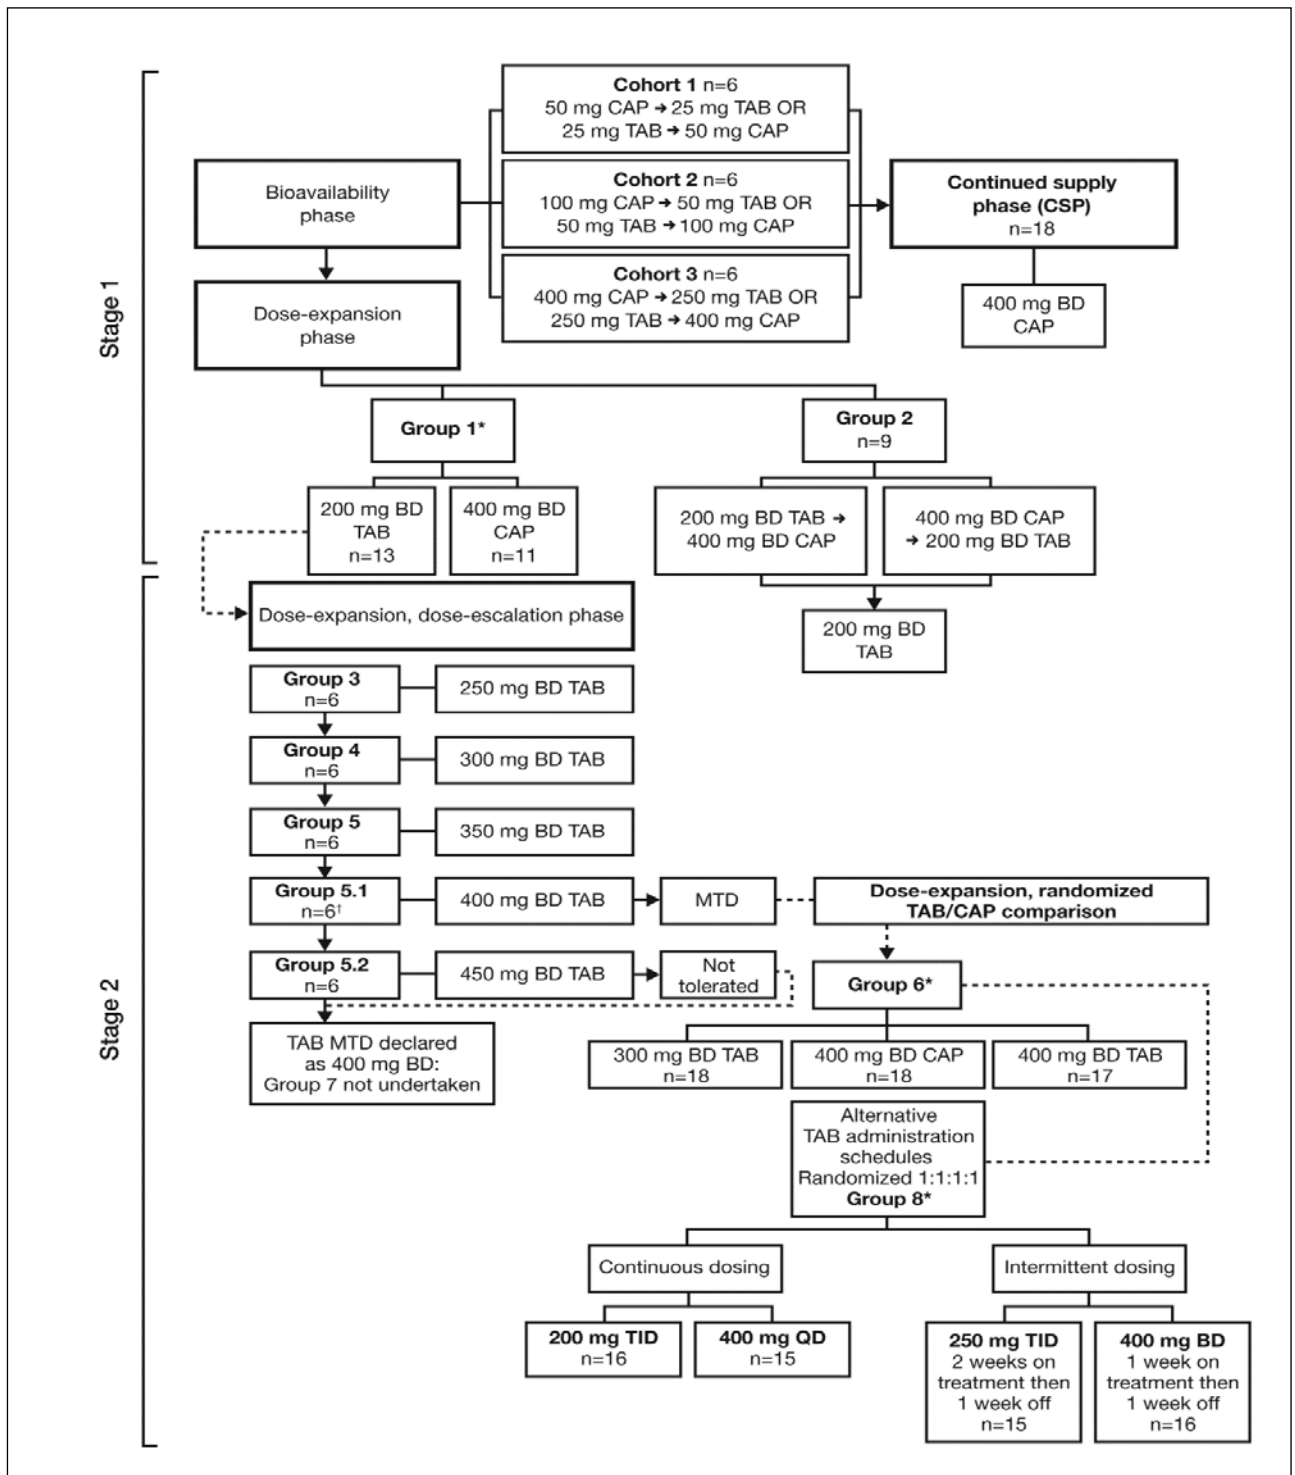 Stage 1
Cohort 1 n=6
50 mg CAP → 25 mg TAB OR
25 mg TAB → 50 mg CAP
Bioavailability
phase
Cohort 2 n=6
100 mg CAP → 50 mg TAB OR
50 mg TAB → 100 mg CAP
Continued supply
phase (CSP)
n=18
Cohort 3 n=6
400 mg CAP → 250 mg TAB OR
250 mg TAB → 400 mg CAP
400 mg BD
CAP
Dose-expansion
phase
Group 1*
Group 2
n=9
200 mg BD
TAB
n=13
400 mg BD
CAP
n=11
200 mg BD TAB →
400 mg BD CAP
400 mg BD CAP
→ 200 mg BD TAB
200 mg BD
TAB
Stage 2
Dose-expansion, dose-escalation phase
Group 3
n=6
250 mg BD TAB
Group 4
n=6
300 mg BD TAB
Group 5
n=6
350 mg BD TAB
Group 5.1
n=6†
400 mg BD TAB
MTD
Dose-expansion, randomized
TAB/CAP comparison
Group 5.2
n=6
450 mg BD TAB
Not
tolerated
Group 6*
TAB MTD declared
as 400 mg BD:
Group 7 not undertaken
300 mg BD TAB
n=18
400 mg BD CAP
n=18
400 mg BD TAB
n=17
Alternative
TAB administration
schedules
Randomized 1:1:1:1
Group 8*
Continuous dosing
Intermittent dosing
200 mg TID
n=16
400 mg QD
n=15
250 mg TID
2 weeks on
treatment then
1 week off
n=15
400 mg BD
1 week on
treatment then
1 week off
n=16